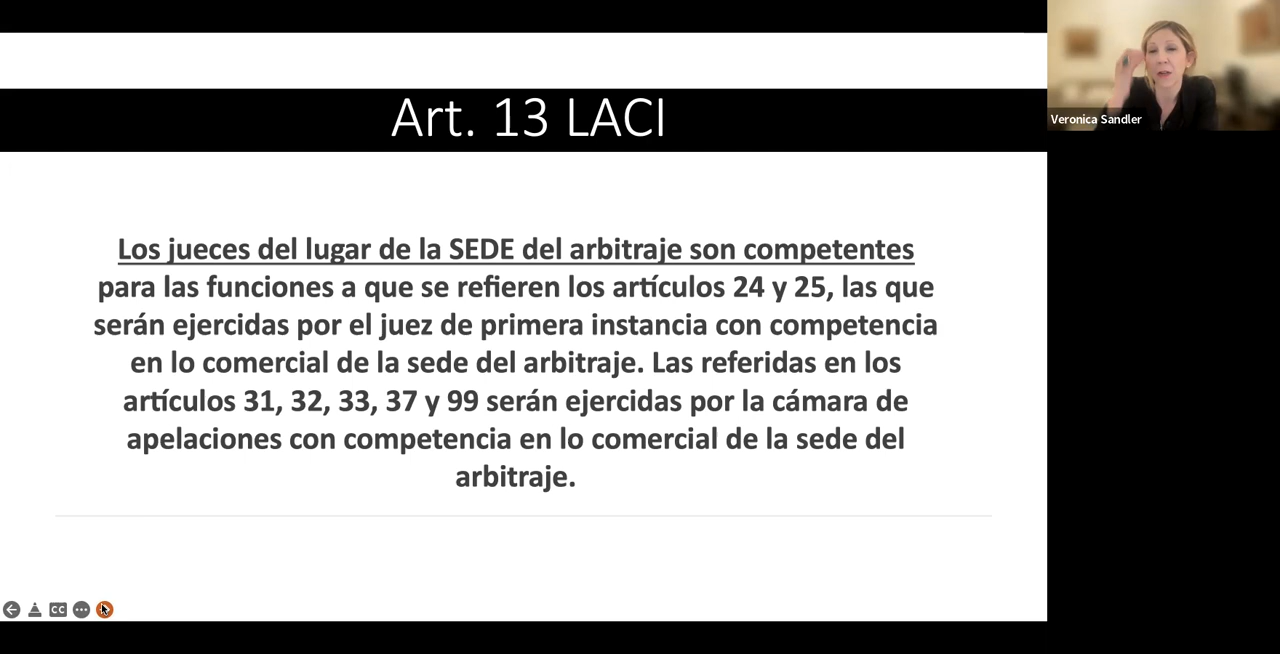 Art. 13 LACI
Veronica Sandler
Los jueces del lugar de la SEDE del arbitraje son competentes
para las funciones a que se refieren los artículos 24 y 25, las que
serán ejercidas por el juez de primera instancia con competencia
en lo comercial de la sede del arbitraje. Las referidas en los
artículos 31, 32, 33, 37 y 99 serán ejercidas por la cámara de
apelaciones con competencia en lo comercial de la sede del
arbitraje.
CC